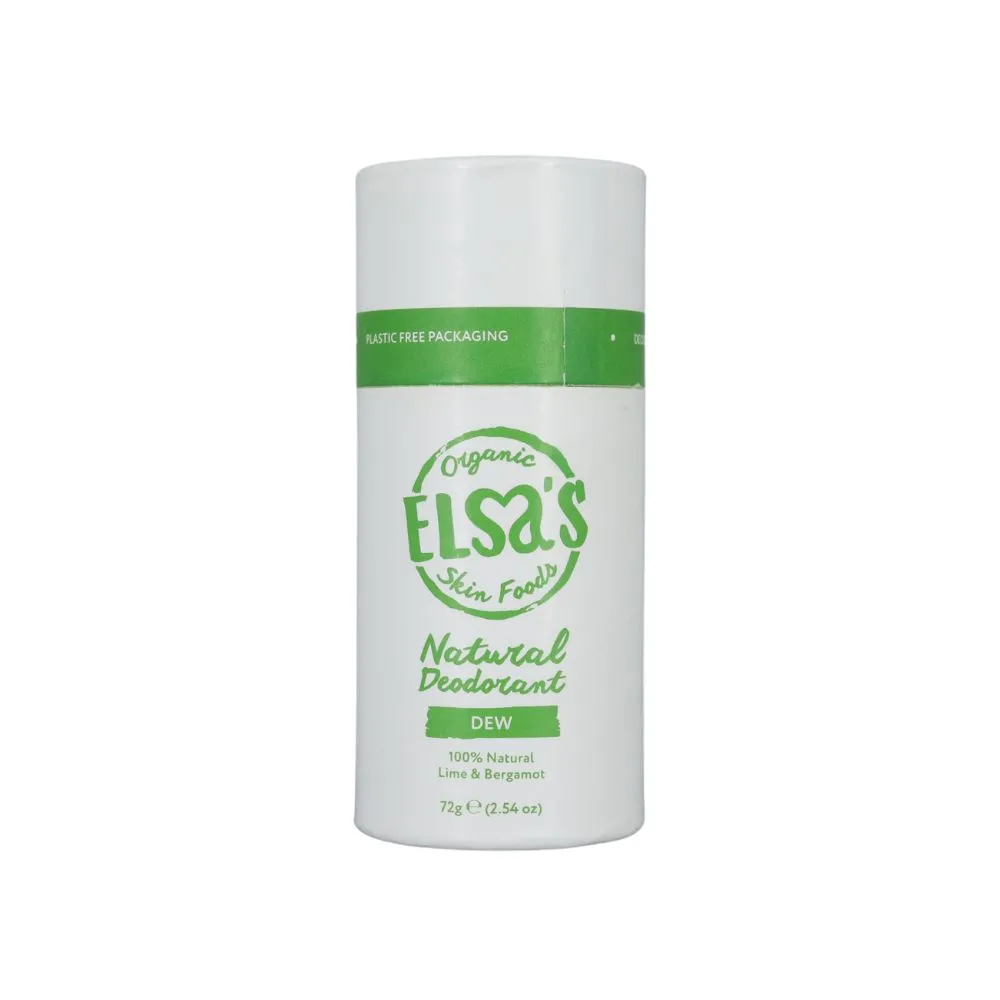 PLASTIC FREE PACKAGING •
Organic
ELSA'S
Skin Foods
Natural
Deodorant
DEW
100% Natural
Lime & Bergamot
72g ℮ (2.54 oz)